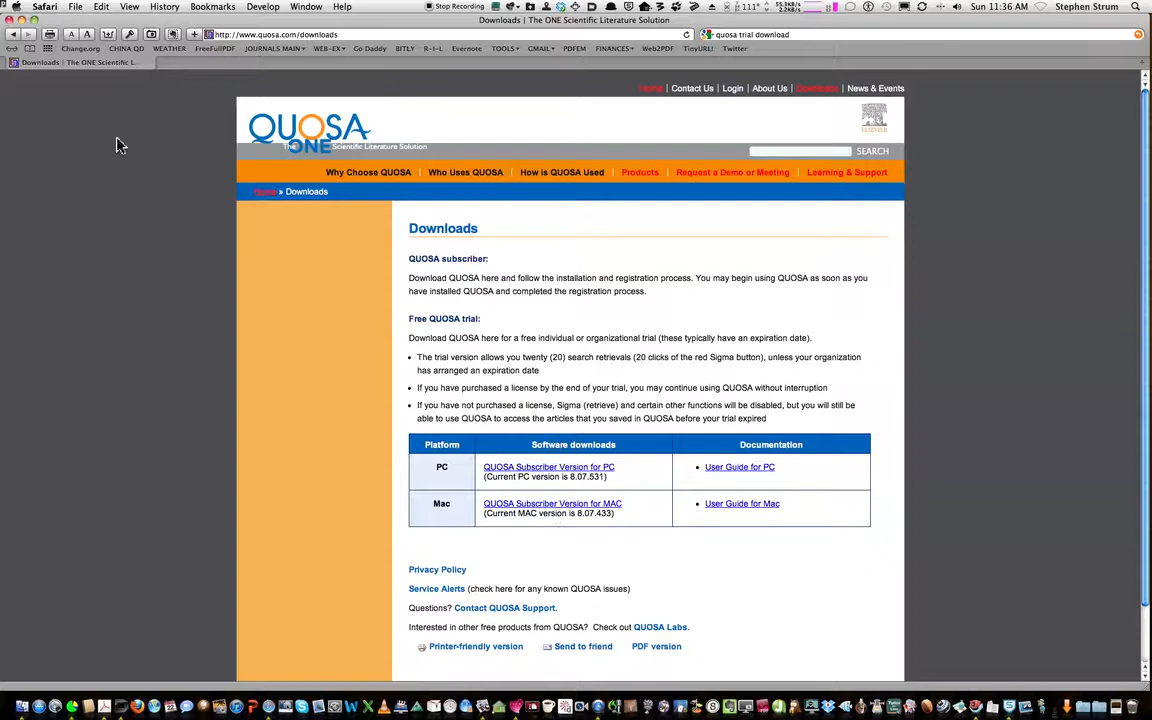 Safari File Edit View History Bookmarks Develop Window Help Stop Recording 111° 55.3KB 2.2KB/s Sun 11:36 AM Stephen Strum
Downloads | The ONE Scientific Literature Solution
http://www.quosa.com/downloads quosa trial download
Change.org CHINA QD WEATHER FreeFullPDF JOURNALS MAIN WEB-EX Go Daddy BITLY R-I-L Evernote TOOLS GMAIL PDFEM FINANCES Web2PDF TinyURL! Twitter
Downloads | The ONE Scientific L...
Home | Contact Us | Login | About Us | Downloads | News & Events
QUOSA
ELSEVIER
The ONE Scientific Literature Solution
SEARCH
Why Choose QUOSA | Who Uses QUOSA | How is QUOSA Used | Products | Request a Demo or Meeting | Learning & Support
Home » Downloads
Downloads
QUOSA subscriber:
Download QUOSA here and follow the installation and registration process. You may begin using QUOSA as soon as you
have installed QUOSA and completed the registration process.
Free QUOSA trial:
Download QUOSA here for a free individual or organizational trial (these typically have an expiration date).
• The trial version allows you twenty (20) search retrievals (20 clicks of the red Sigma button), unless your organization
has arranged an expiration date
• If you have purchased a license by the end of your trial, you may continue using QUOSA without interruption
• If you have not purchased a license, Sigma (retrieve) and certain other functions will be disabled, but you will still be
able to use QUOSA to access the articles that you saved in QUOSA before your trial expired
Platform Software downloads Documentation
PC QUOSA Subscriber Version for PC • User Guide for PC
(Current PC version is 8.07.531)
Mac QUOSA Subscriber Version for MAC • User Guide for Mac
(Current MAC version is 8.07.433)
Privacy Policy
Service Alerts (check here for any known QUOSA issues)
Questions? Contact QUOSA Support.
Interested in other free products from QUOSA? Check out QUOSA Labs.
Printer-friendly version Send to friend PDF version